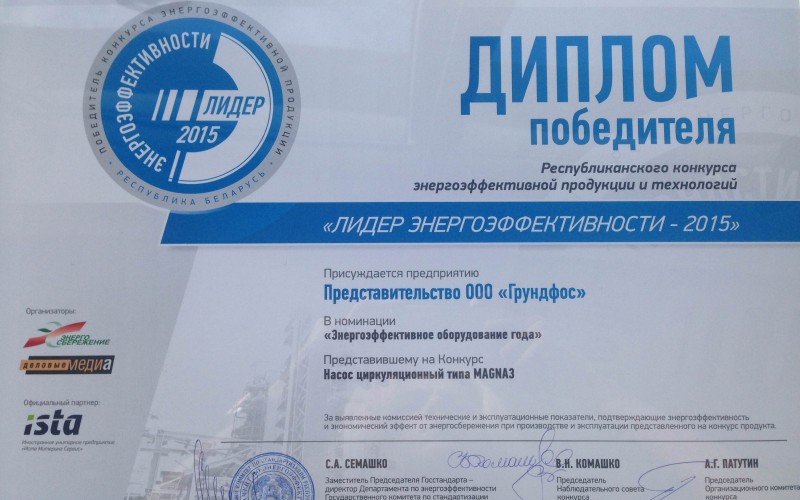 ПОБЕДИТЕЛЬ КОНКУРСА ЭНЕРГОЭФФЕКТИВНОЙ ПРОДУКЦИИ
• РЕСПУБЛИКА БЕЛАРУСЬ •
ЭНЕРГОЭФФЕКТИВНОСТИ
ЛИДЕР
2015
ДИПЛОМ
победителя
Республиканского конкурса
энергоэффективной продукции и технологий
«ЛИДЕР ЭНЕРГОЭФФЕКТИВНОСТИ - 2015»
Присуждается предприятию
Представительство ООО «Грундфос»
В номинации
«Энергоэффективное оборудование года»
Представившему на Конкурс
Насос циркуляционный типа MAGNA3
Организаторы:
ЭНЕРГО
СБЕРЕЖЕНИЕ
деловые медиа
Официальный партнер:
ista
Иностранное унитарное предприятие
«Иста Митеринг Сервис»
За выявленные комиссией технические и эксплуатационные показатели, подтверждающие энергоэффективность
и экономический эффект от энергосбережения при производстве и эксплуатации представленного на конкурс продукта.
С.А. СЕМАШКО
Заместитель Председателя Госстандарта –
директор Департамента по энергоэффективности
Государственного комитета по стандартизации
В.Н. КОМАШКО
Председатель
Наблюдательного совета
конкурса
А.Г. ПАТУТИН
Председатель
Организационного комитета
конкурса